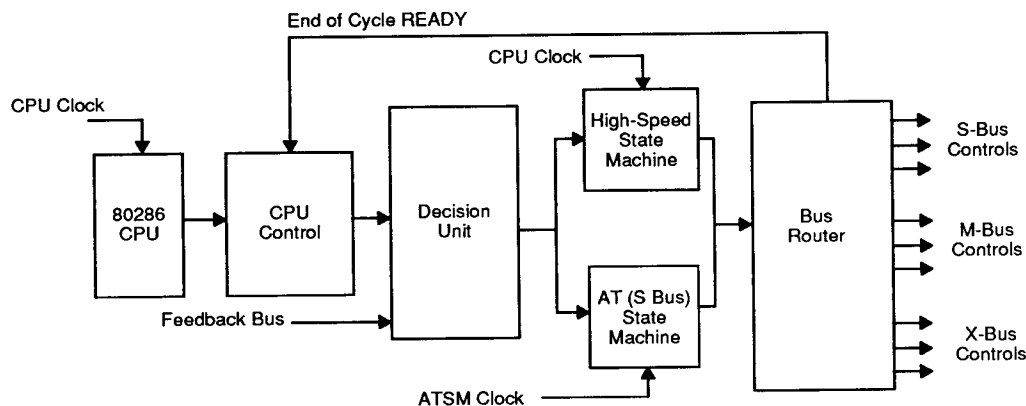 End of Cycle READY
CPU Clock
CPU Clock
High-Speed
State
Machine
S-Bus
Controls
80286
CPU
CPU
Control
Decision
Unit
Bus
Router
M-Bus
Controls
AT (S Bus)
State
Machine
Feedback Bus
X-Bus
Controls
ATSM Clock